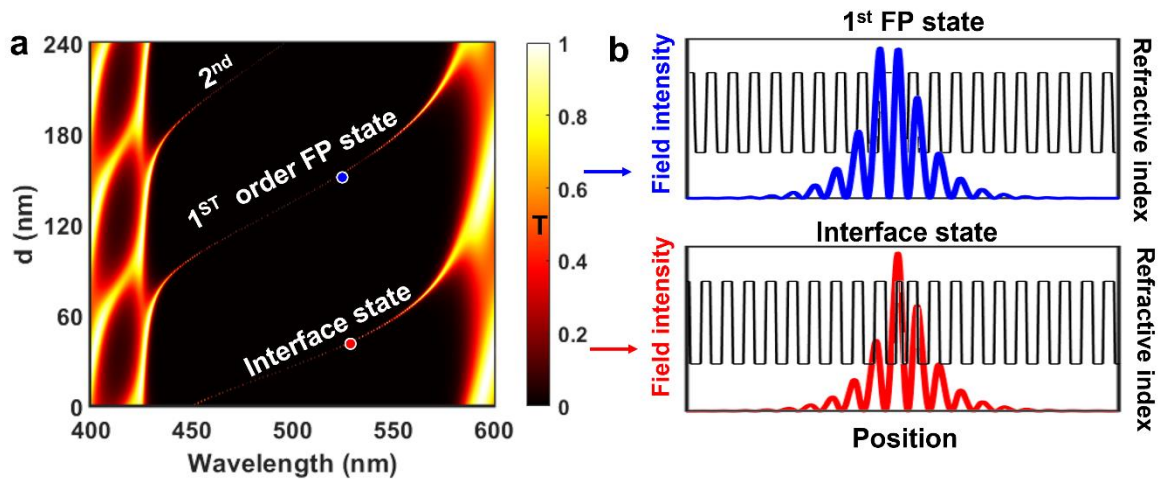 a
240
180
120
60
0
d (nm)
2nd
1ST order FP state
Interface state
400 450 500 550 600
Wavelength (nm)
1
0.8
0.6
T
0.4
0.2
0
b
1st FP state
Field intensity
Refractive index
Interface state
Field intensity
Refractive index
Position